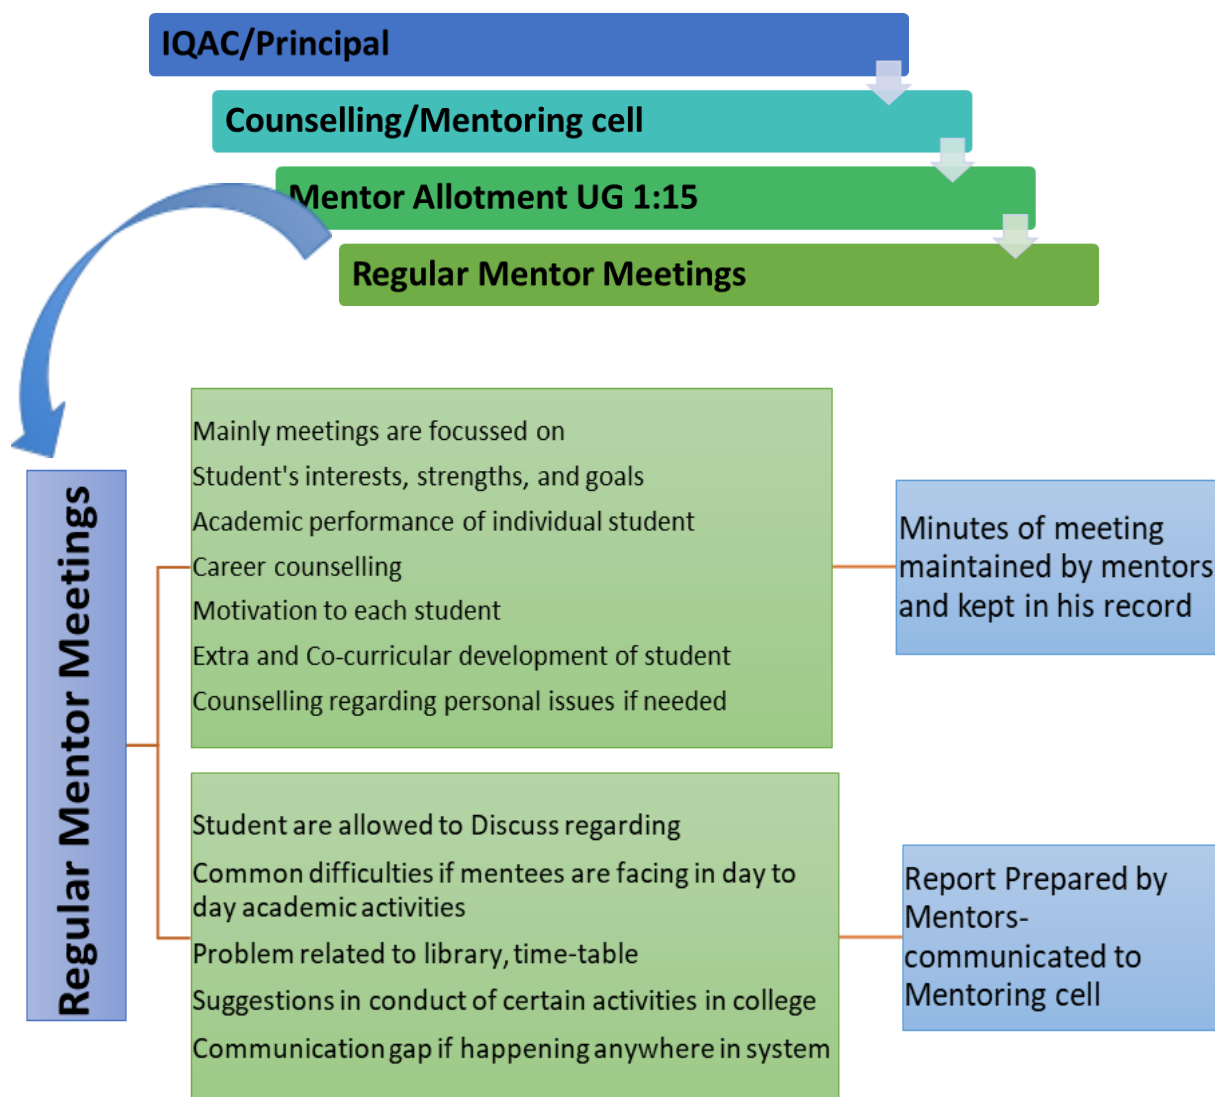 IQAC/Principal
Counselling/Mentoring cell
Mentor Allotment UG 1:15
Regular Mentor Meetings
Regular Mentor Meetings
Mainly meetings are focussed on
Student's interests, strengths, and goals
Academic performance of individual student
Career counselling
Motivation to each student
Extra and Co-curricular development of student
Counselling regarding personal issues if needed
Minutes of meeting
maintained by mentors
and kept in his record
Student are allowed to Discuss regarding
Common difficulties if mentees are facing in day to
day academic activities
Problem related to library, time-table
Suggestions in conduct of certain activities in college
Communication gap if happening anywhere in system
Report Prepared by
Mentors-
communicated to
Mentoring cell